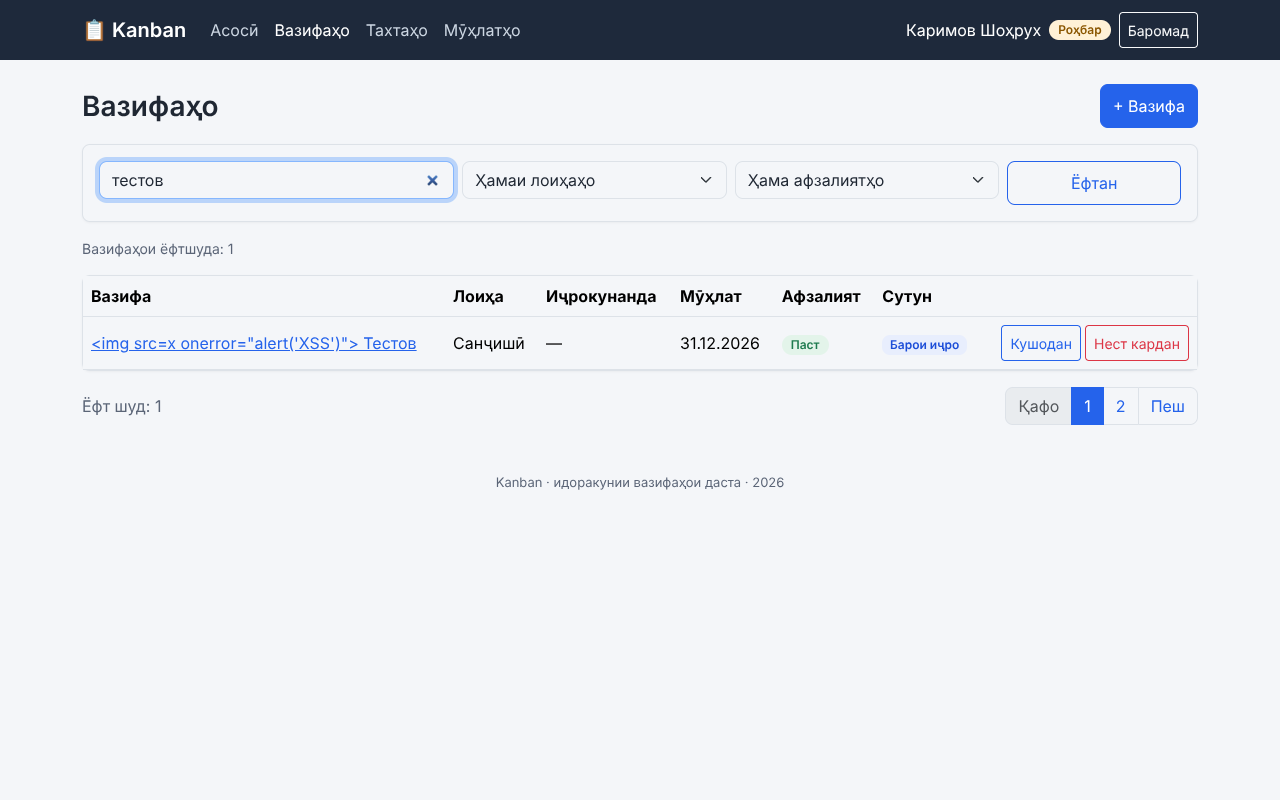 📋 Kanban Асосӣ Вазифаҳо Тахтаҳо Мӯҳлатҳо Каримов Шоҳрух Роҳбар Баромад
Вазифаҳо + Вазифа
тестов Ҳамаи лоиҳаҳо Ҳама афзалиятҳо Ёфтан
Вазифаҳои ёфтшуда: 1
Вазифа Лоиҳа Иҷрокунанда Мӯҳлат Афзалият Сутун
<img src=x onerror="alert('XSS')"> Тестов Санҷишӣ — 31.12.2026 Паст Барои иҷро Кушодан Нест кардан
Ёфт шуд: 1 Қафо 1 2 Пеш
Kanban · идоракунии вазифаҳои даста · 2026